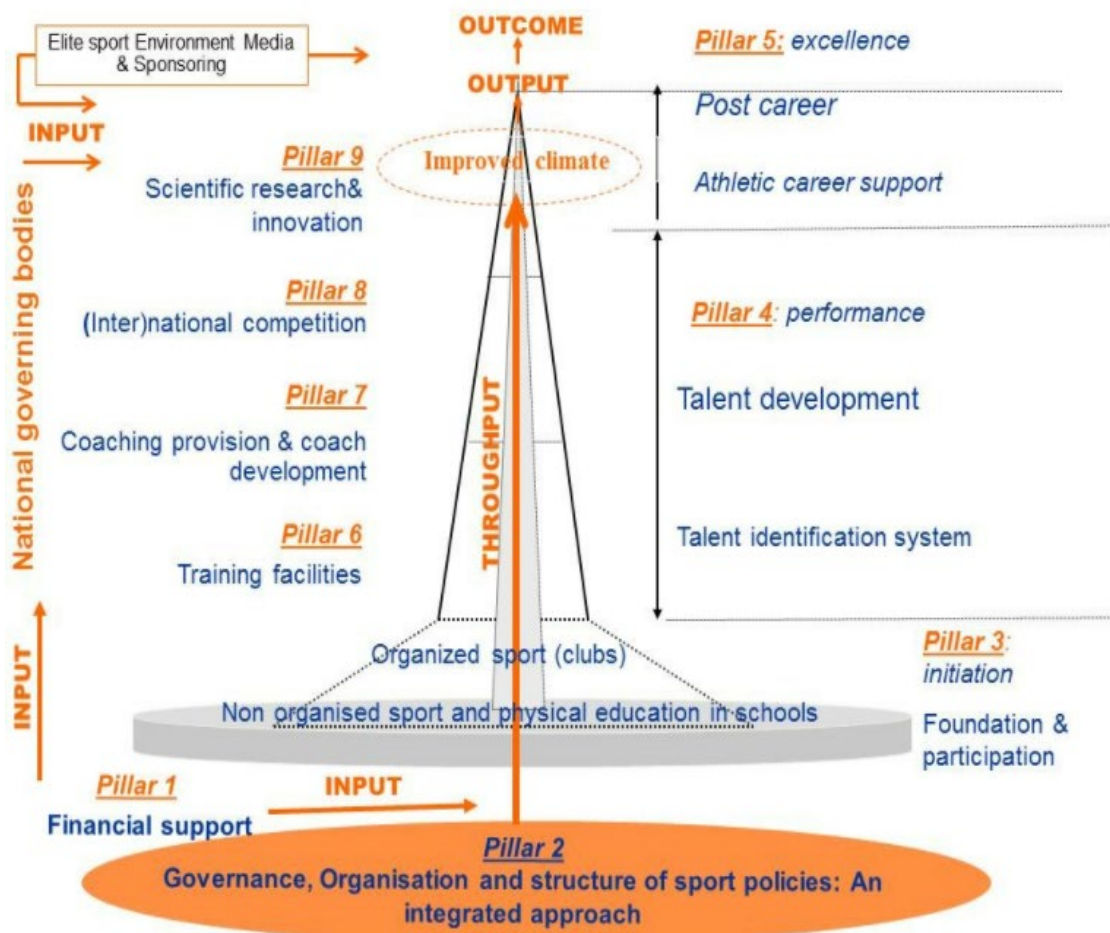 OUTCOME
Elite sport Environment Media
& Sponsoring
OUTPUT
INPUT
Pillar 5: excellence
Post career
Athletic career support
Pillar 9
Scientific research&
innovation
Improved climate
National governing bodies
Pillar 8
(Inter)national competition
Pillar 4: performance
Talent development
Pillar 7
Coaching provision & coach
development
THROUGHPUT
Pillar 6
Training facilities
Talent identification system
Organized sport (clubs)
Non organised sport and physical education in schools
Pillar 3:
initiation
Foundation &
participation
INPUT
Pillar 1
Financial support
INPUT
Pillar 2
Governance, Organisation and structure of sport policies: An
integrated approach